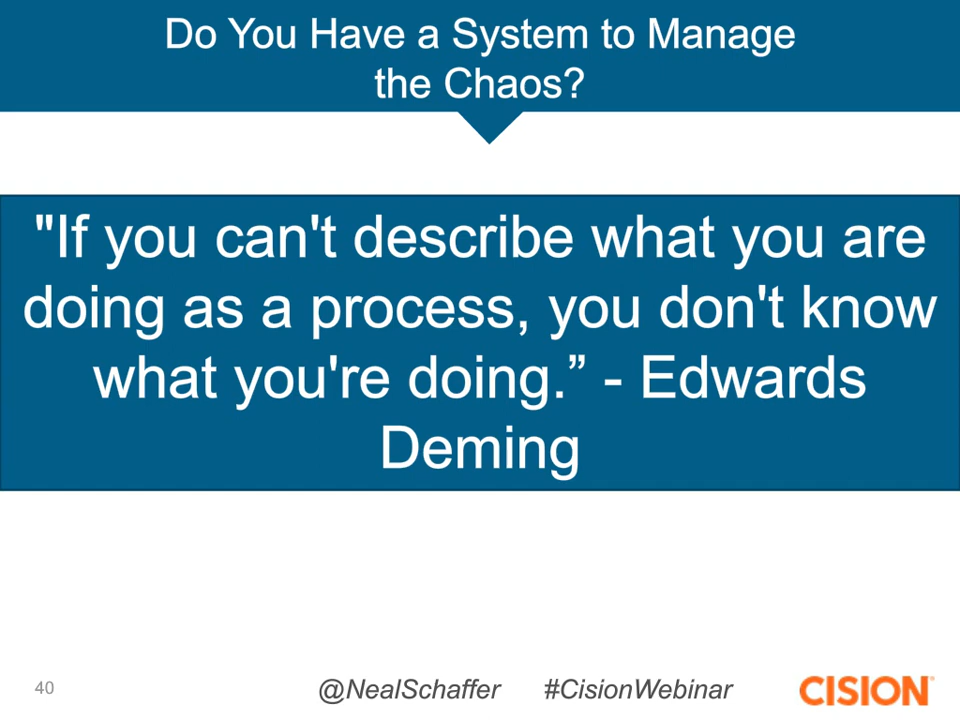 Do You Have a System to Manage
the Chaos?
"If you can't describe what you are
doing as a process, you don't know
what you're doing.” - Edwards
Deming
40
@NealSchaffer #CisionWebinar
CISION®